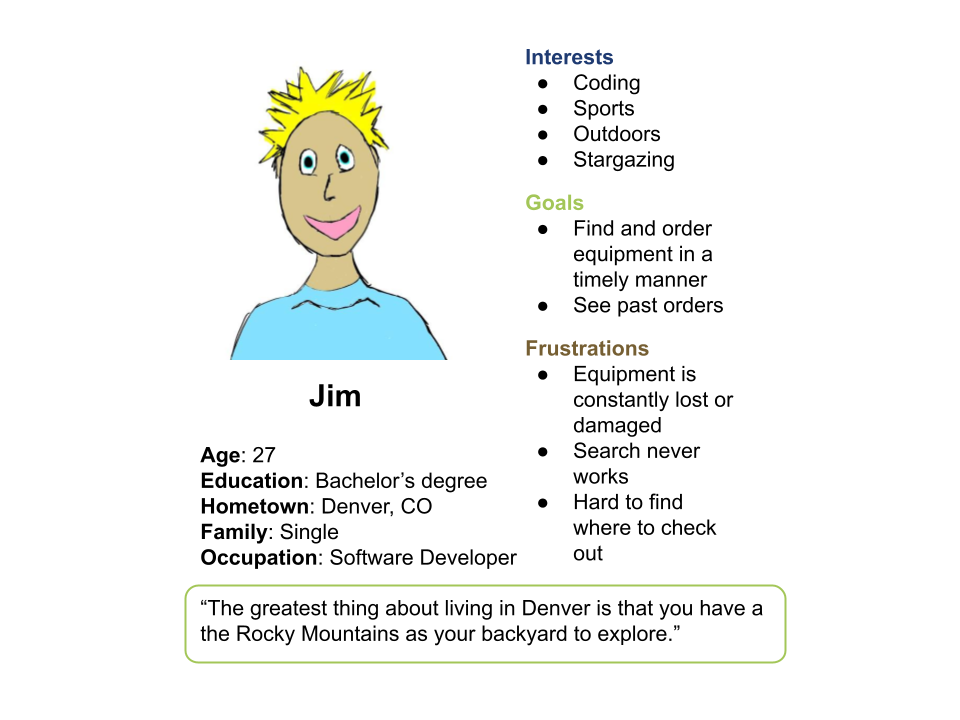 Jim
Age: 27
Education: Bachelor’s degree
Hometown: Denver, CO
Family: Single
Occupation: Software Developer
Interests
● Coding
● Sports
● Outdoors
● Stargazing
Goals
● Find and order
equipment in a
timely manner
● See past orders
Frustrations
● Equipment is
constantly lost or
damaged
● Search never
works
● Hard to find
where to check
out
“The greatest thing about living in Denver is that you have a
the Rocky Mountains as your backyard to explore.”